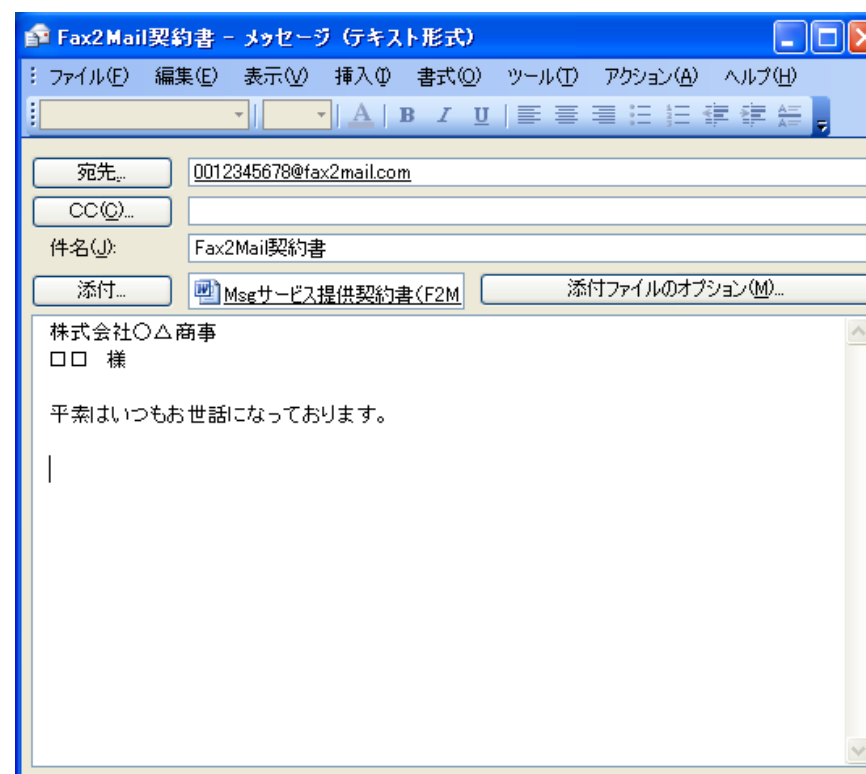 Fax2Mail契約書 - メッセージ (テキスト形式)
ファイル(F) 編集(E) 表示(V) 挿入(I) 書式(O) ツール(T) アクション(A) ヘルプ(H)
A B I U
宛先... 0012345678@fax2mail.com
CC(C)...
件名(J): Fax2Mail契約書
添付... Msgサービス提供契約書(F2M 添付ファイルのオプション(M)...
株式会社○△商事
□□ 様
平素はいつもお世話になっております。